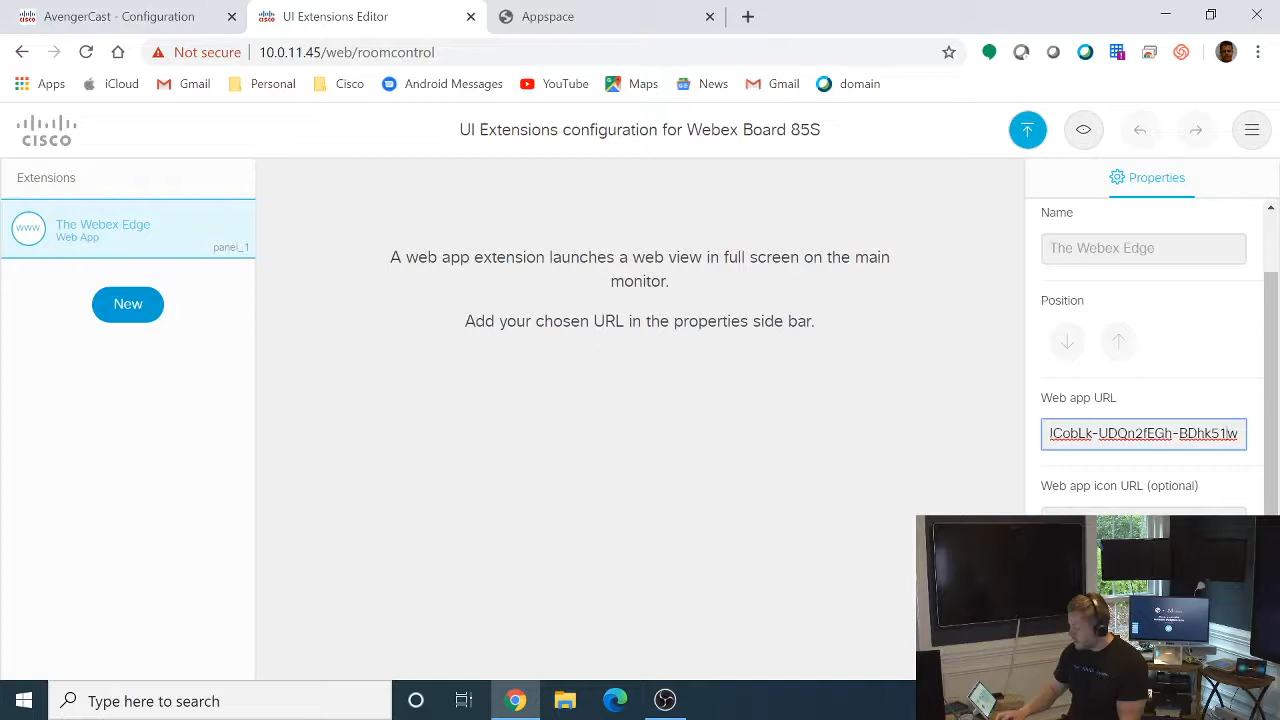 AvengerCast - Configuration
UI Extensions Editor
Appspace
Not secure
10.0.11.45/web/roomcontrol
Apps
iCloud
Gmail
Personal
Cisco
Android Messages
YouTube
Maps
News
Gmail
domain
CISCO
UI Extensions configuration for Webex Board 85S
Extensions
Properties
www
The Webex Edge
Web App
panel_1
New
A web app extension launches a web view in full screen on the main
monitor.
Add your chosen URL in the properties side bar.
Name
The Webex Edge
Position
Web app URL
Web app icon URL (optional)
Type here to search